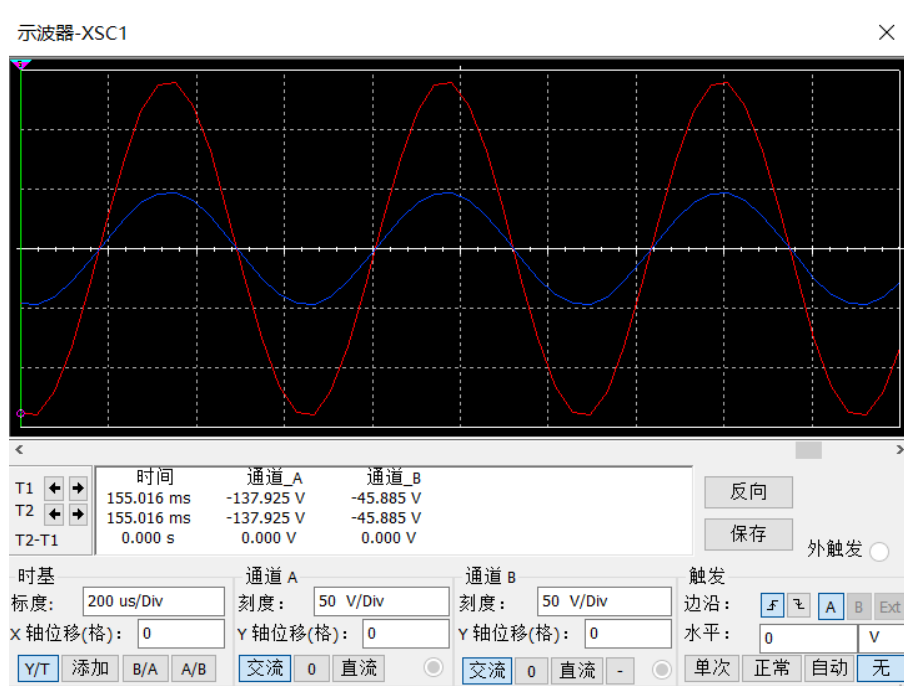 示波器-XSC1
时间 通道_A 通道_B
T1 155.016 ms -137.925 V -45.885 V
T2 155.016 ms -137.925 V -45.885 V
T2-T1 0.000 s 0.000 V 0.000 V
反向
保存
外触发
时基
标度: 200 us/Div
X 轴位移(格): 0
Y/T 添加 B/A A/B
通道 A
刻度: 50 V/Div
Y 轴位移(格): 0
交流 0 直流
通道 B
刻度: 50 V/Div
Y 轴位移(格): 0
交流 0 直流 -
触发
边沿: A B Ext
水平: 0 V
单次 正常 自动 无